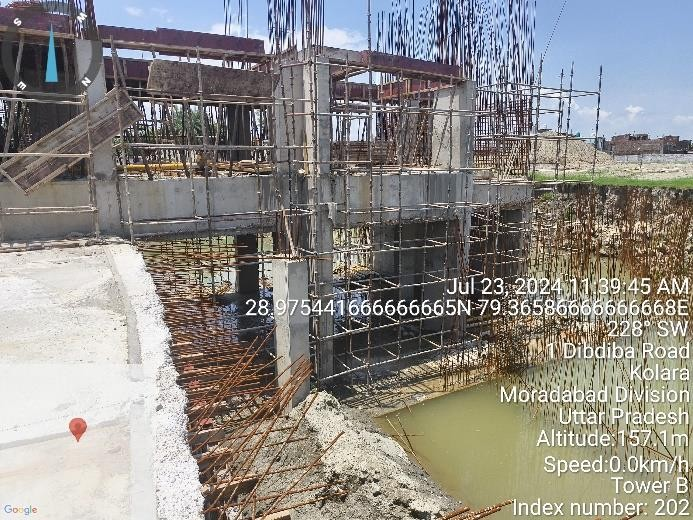 S
W
E
N
Jul 23, 2024 11:39:45 AM
28.975441666666665N 79.36586666666668E
228° SW
1 Dibdiba Road
Kolara
Moradabad Division
Uttar Pradesh
Altitude:157.1m
Speed:0.0km/h
Tower B
Index number: 202
Google